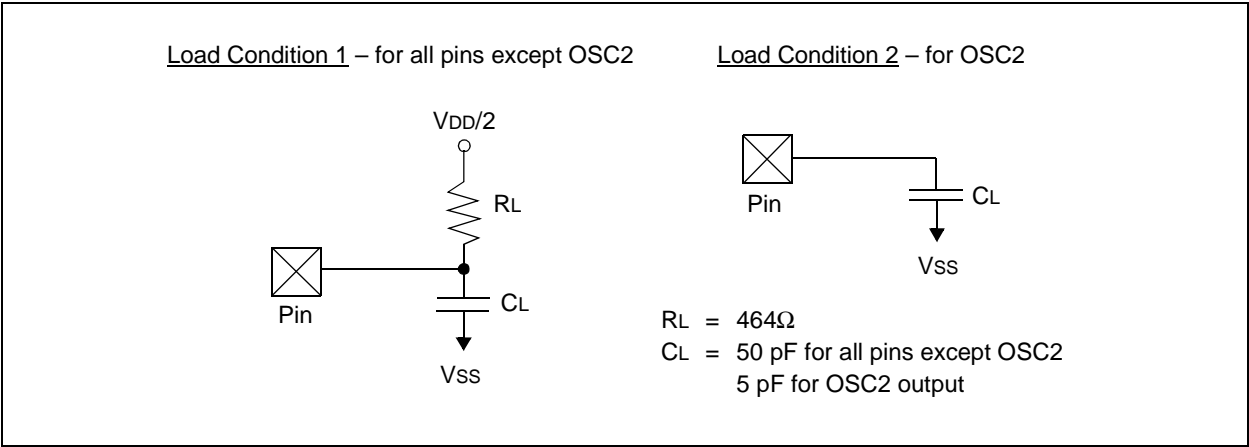 Load Condition 1 – for all pins except OSC2
Load Condition 2 – for OSC2
VDD/2
RL
Pin
CL
VSS
Pin
CL
VSS
RL = 464Ω
CL = 50 pF for all pins except OSC2
5 pF for OSC2 output